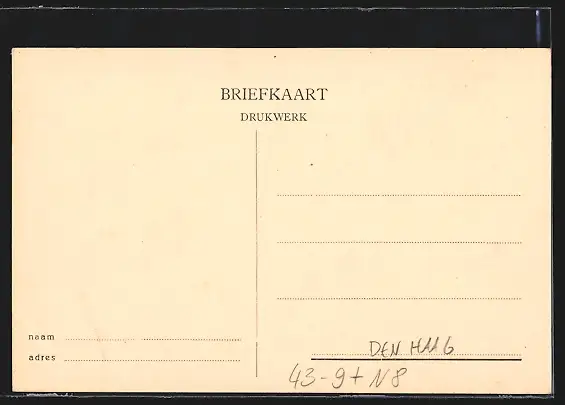 BRIEFKAART
DRUKWERK
naam
adres
DEN HAAG
43-9+ N8